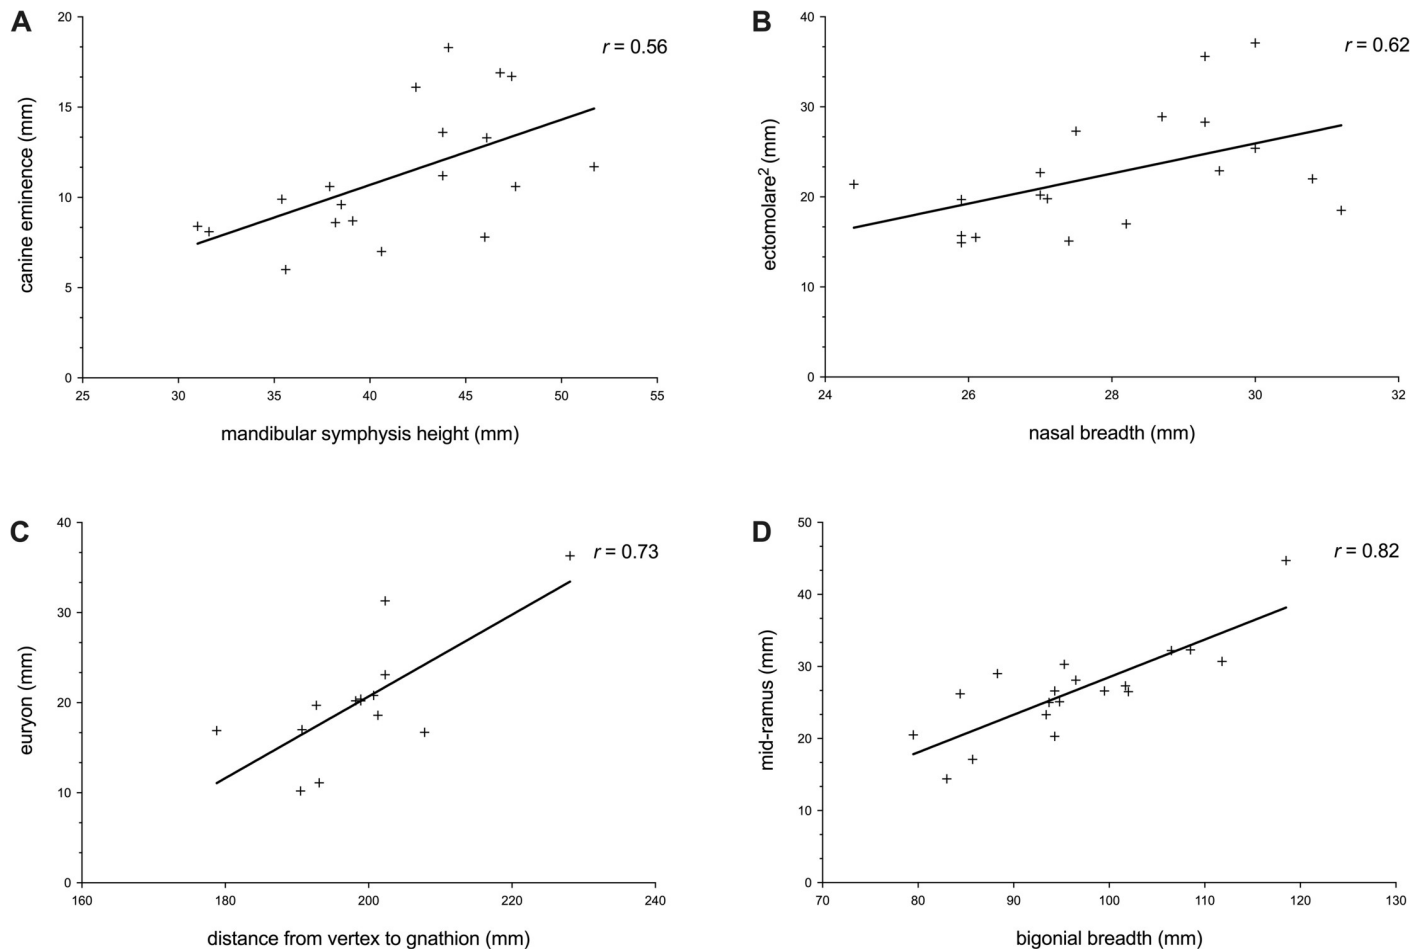 A
r = 0.56
20
15
10
5
0
canine eminence (mm)
25 30 35 40 45 50 55
mandibular symphysis height (mm)
B
r = 0.62
40
30
20
10
0
ectomolare² (mm)
24 26 28 30 32
nasal breadth (mm)
C
r = 0.73
40
30
20
10
0
euryon (mm)
160 180 200 220 240
distance from vertex to gnathion (mm)
D
r = 0.82
50
40
30
20
10
0
mid-ramus (mm)
70 80 90 100 110 120 130
bigonial breadth (mm)